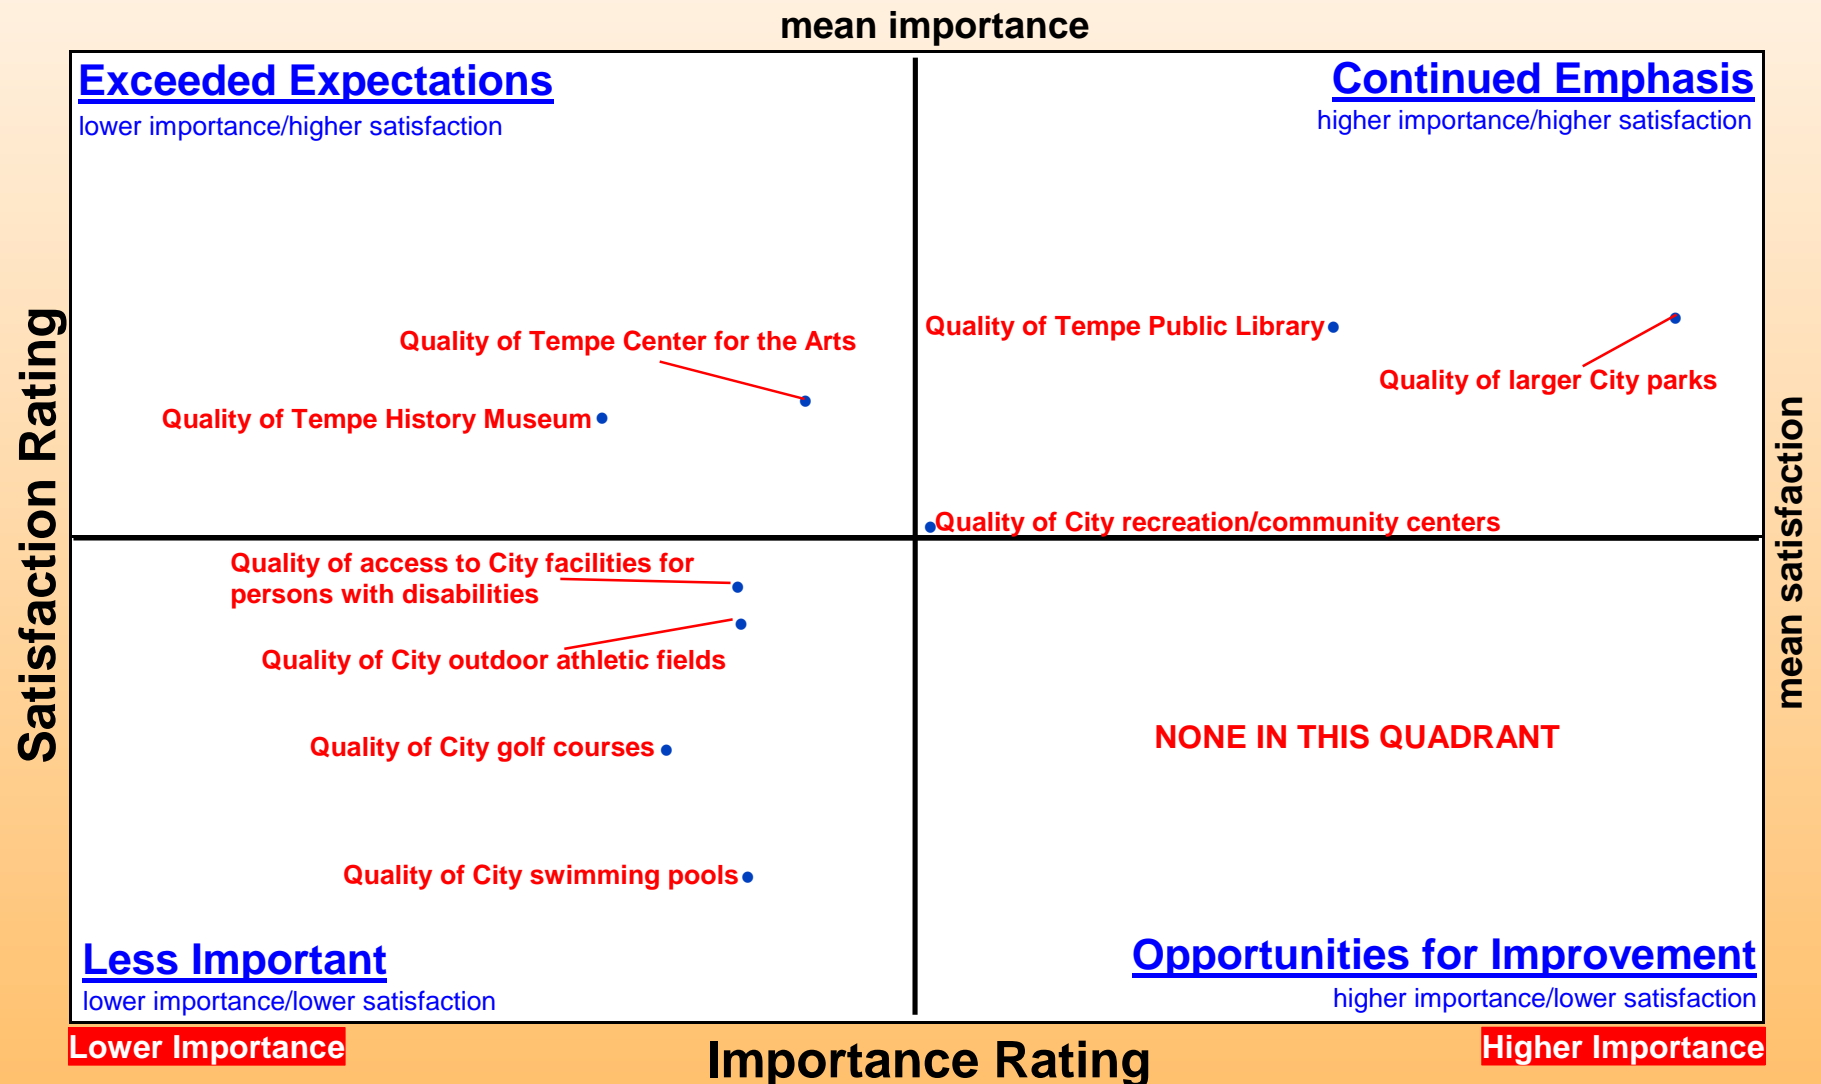 mean importance
Exceeded Expectations
lower importance/higher satisfaction
Continued Emphasis
higher importance/higher satisfaction
Quality of Tempe Center for the Arts
Quality of Tempe History Museum
Quality of Tempe Public Library
Quality of larger City parks
Quality of City recreation/community centers
Satisfaction Rating
mean satisfaction
Quality of access to City facilities for
persons with disabilities
Quality of City outdoor athletic fields
Quality of City golf courses
Quality of City swimming pools
NONE IN THIS QUADRANT
Less Important
lower importance/lower satisfaction
Opportunities for Improvement
higher importance/lower satisfaction
Lower Importance
Importance Rating
Higher Importance